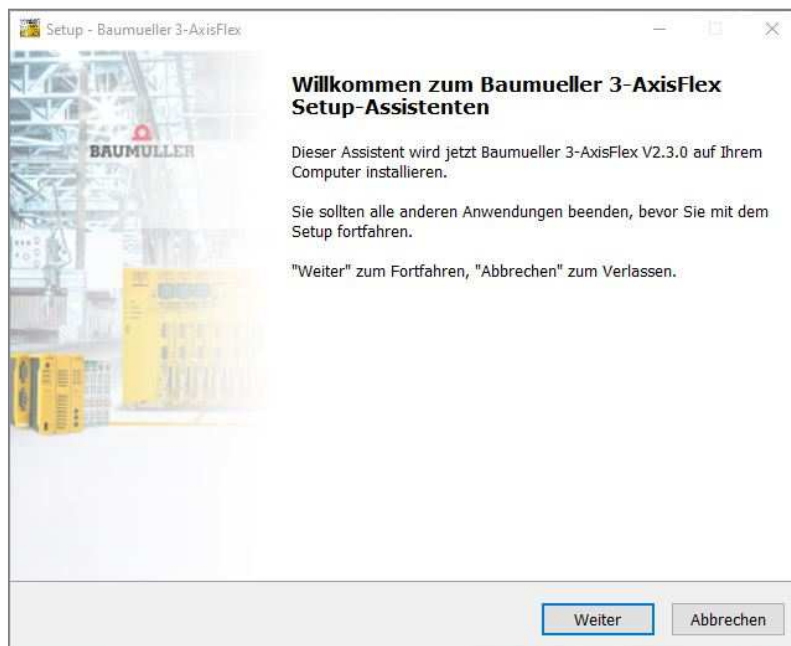 Setup - Baumueller 3-AxisFlex
BAUMÜLLER
Willkommen zum Baumueller 3-AxisFlex
Setup-Assistenten
Dieser Assistent wird jetzt Baumueller 3-AxisFlex V2.3.0 auf Ihrem
Computer installieren.
Sie sollten alle anderen Anwendungen beenden, bevor Sie mit dem
Setup fortfahren.
"Weiter" zum Fortfahren, "Abbrechen" zum Verlassen.
Weiter
Abbrechen